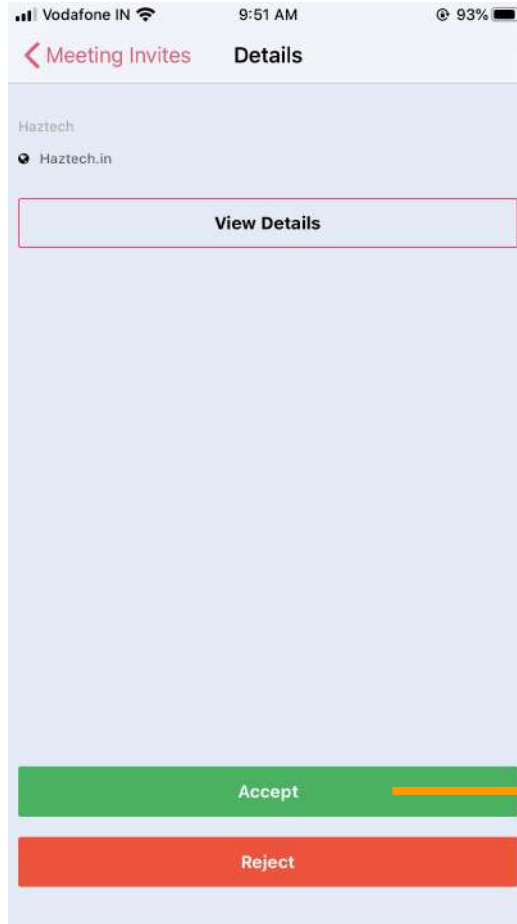 Vodafone IN 9:51 AM 93%
Meeting Invites Details
Haztech
Haztech.in
View Details
Accept
Reject